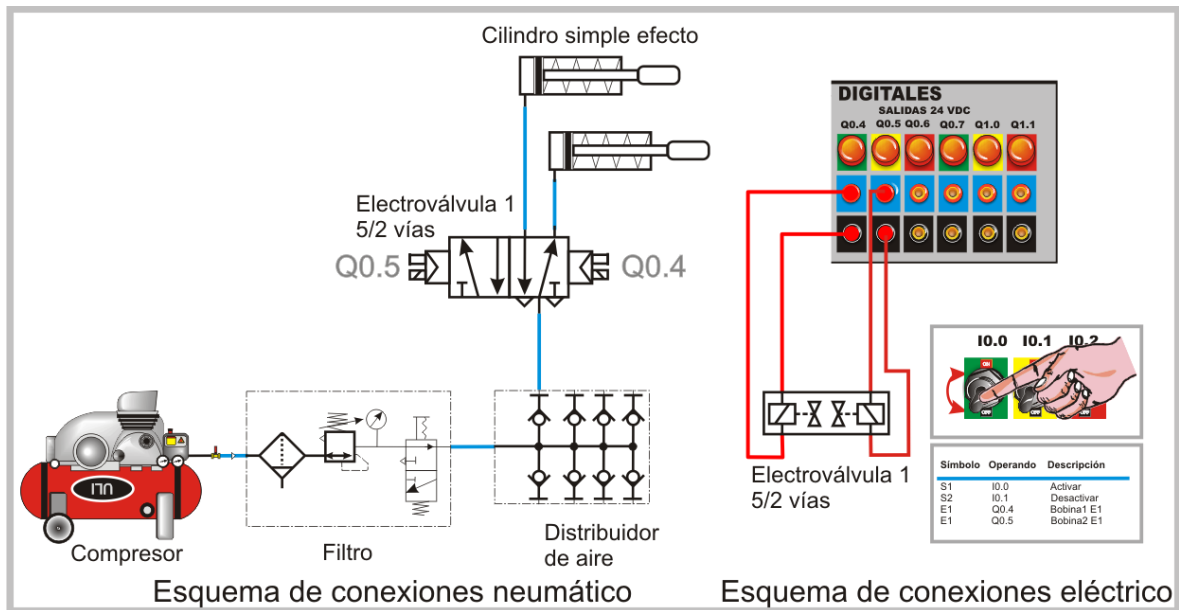 Cilindro simple efecto
Electroválvula 1
5/2 vías
Q0.5
Q0.4
Compresor
Filtro
Distribuidor
de aire
Esquema de conexiones neumático
DIGITALES
SALIDAS 24 VDC
Q0.4 Q0.5 Q0.6 Q0.7 Q1.0 Q1.1
Electroválvula 1
5/2 vías
I0.0 I0.1 I0.2
ON
OFF OFF OFF
Símbolo Operando Descripción
S1 I0.0 Activar
S2 I0.1 Desactivar
E1 Q0.4 Bobina1 E1
E1 Q0.5 Bobina2 E1
Esquema de conexiones eléctrico